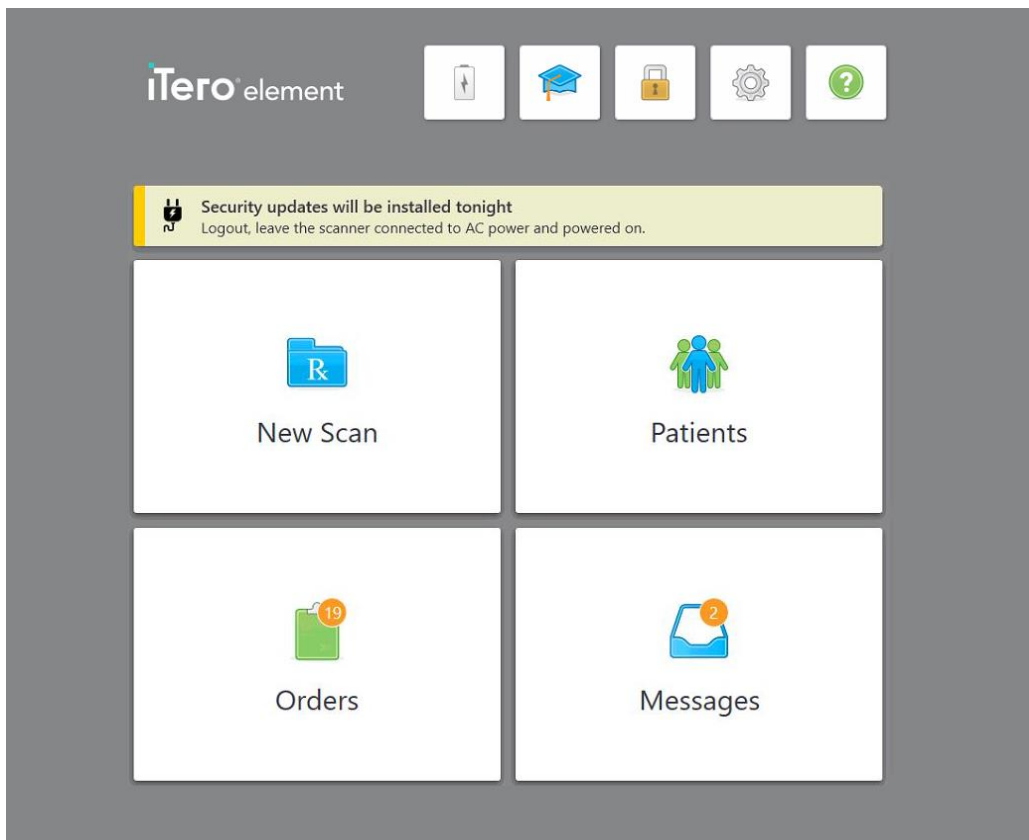 iTero element
?
Security updates will be installed tonight
Logout, leave the scanner connected to AC power and powered on.
Rx
New Scan
Patients
19
Orders
2
Messages